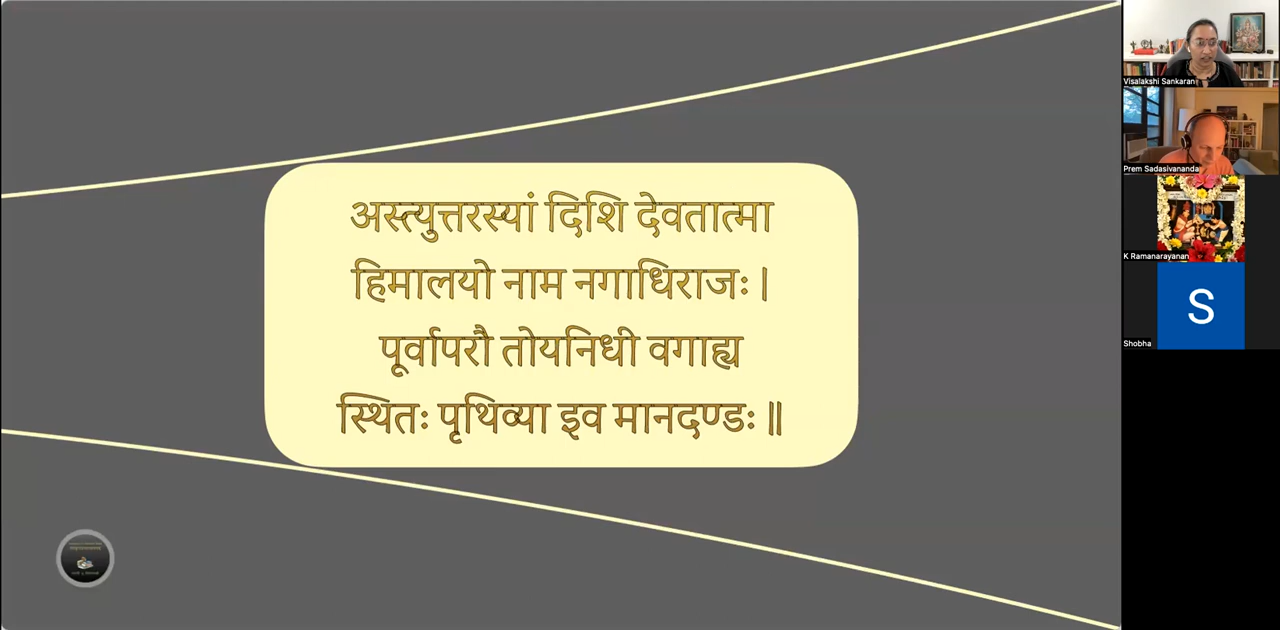 अस्त्युत्तरस्यां दिशि देवतात्मा
हिमालयो नाम नगाधिराजः ।
पूर्वापरौ तोयनिधी वगाह्य
स्थितः पृथिव्या इव मानदण्डः ॥
Visalakshi Sankaran
Prem Sadasivananda
K Ramanarayanan
S
Shobha